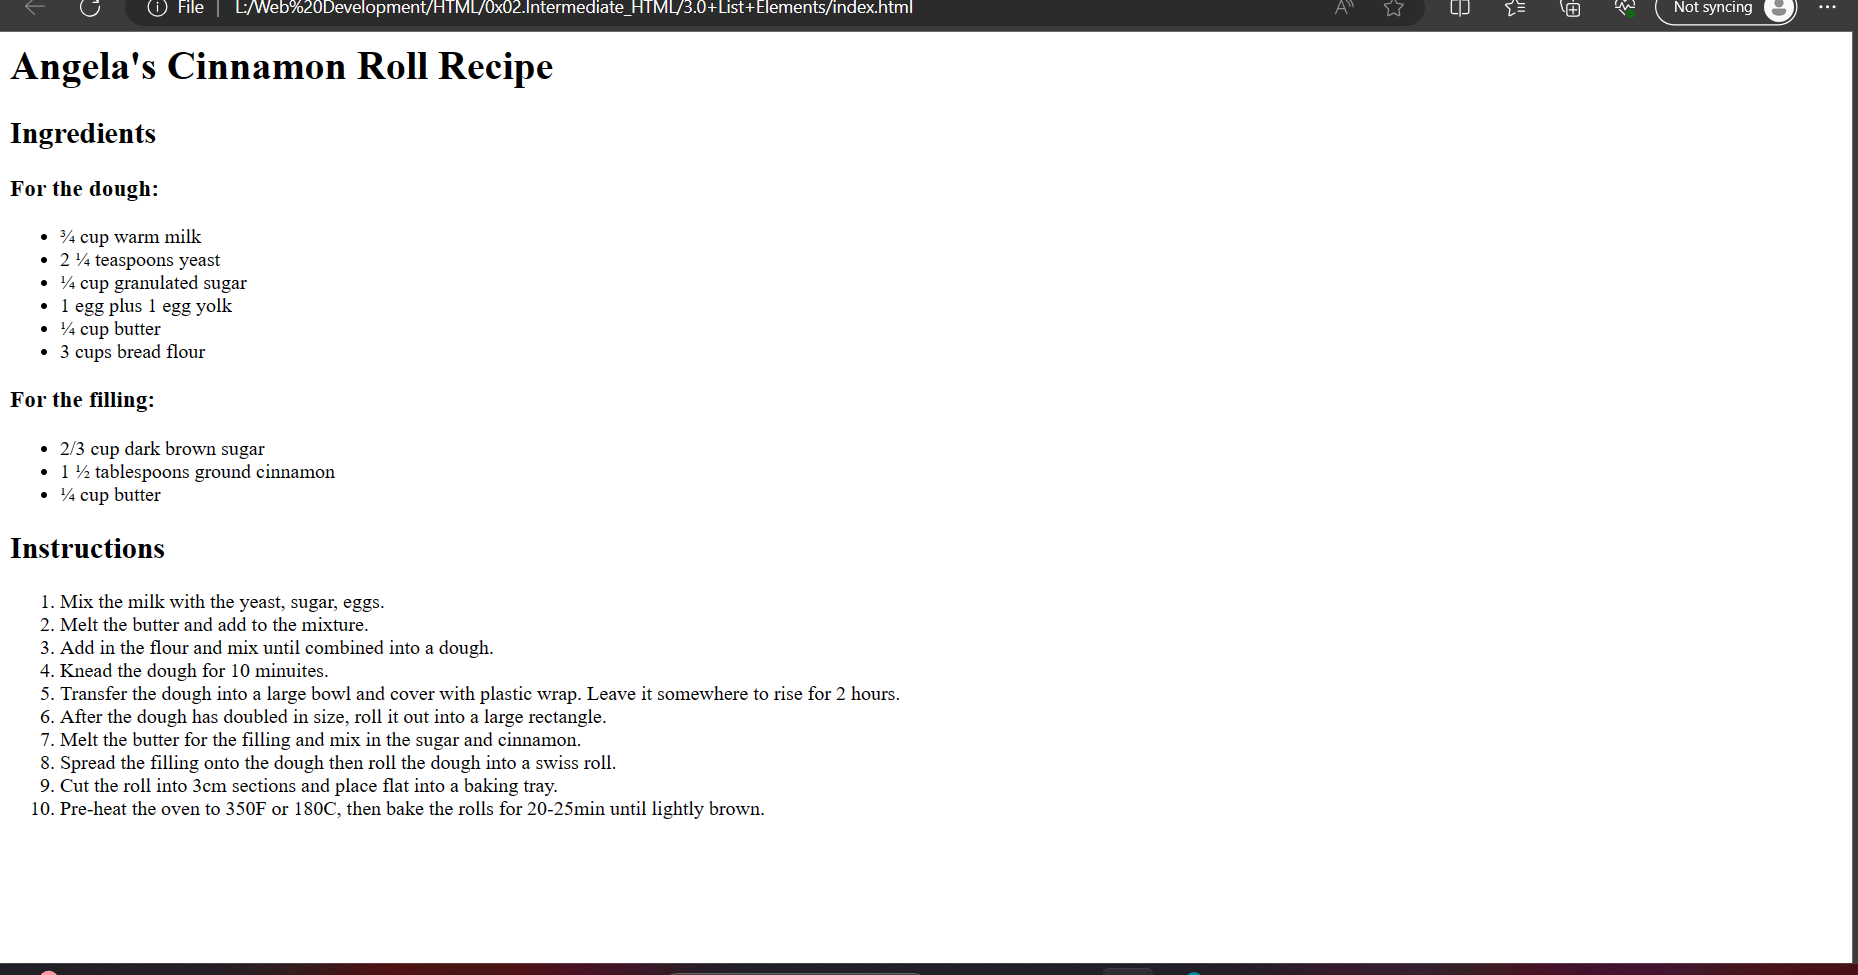 File L:/Web%20Development/HTML/0x02.Intermediate_HTML/3.0+List+Elements/index.html Not syncing
Angela's Cinnamon Roll Recipe
Ingredients
For the dough:
• ¾ cup warm milk
• 2 ¼ teaspoons yeast
• ¼ cup granulated sugar
• 1 egg plus 1 egg yolk
• ¼ cup butter
• 3 cups bread flour
For the filling:
• 2/3 cup dark brown sugar
• 1 ½ tablespoons ground cinnamon
• ¼ cup butter
Instructions
1. Mix the milk with the yeast, sugar, eggs.
2. Melt the butter and add to the mixture.
3. Add in the flour and mix until combined into a dough.
4. Knead the dough for 10 minuites.
5. Transfer the dough into a large bowl and cover with plastic wrap. Leave it somewhere to rise for 2 hours.
6. After the dough has doubled in size, roll it out into a large rectangle.
7. Melt the butter for the filling and mix in the sugar and cinnamon.
8. Spread the filling onto the dough then roll the dough into a swiss roll.
9. Cut the roll into 3cm sections and place flat into a baking tray.
10. Pre-heat the oven to 350F or 180C, then bake the rolls for 20-25min until lightly brown.